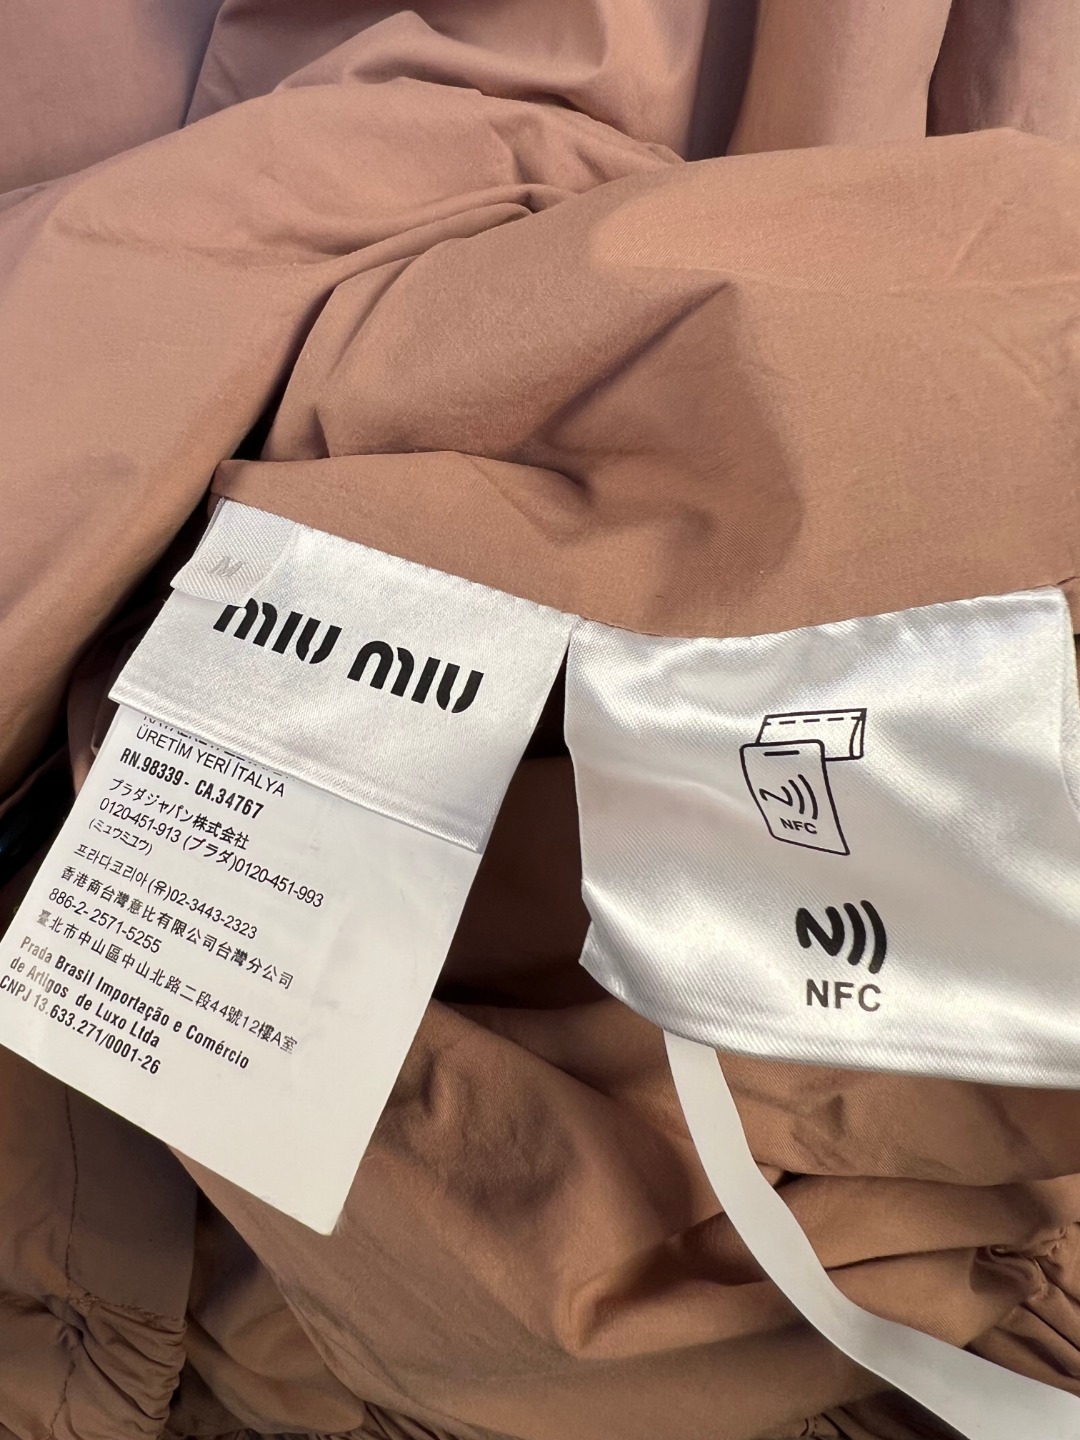 M
MIU MIU
ÜRETİM YERİ İTALYA
RN.98339 - CA.34767
プラダジャパン株式会社
0120-451-913 (プラダ)0120-451-993
(ミュウミュウ)
프라다코리아(유)02-3443-2323
香港商台灣意比有限公司台灣分公司
886-2-2571-5255
臺北市中山區中山北路二段44號12樓A室
Prada Brasil Importação e Comércio
de Artigos de Luxo Ltda
CNPJ 13.633.271/0001-26
NFC
NFC